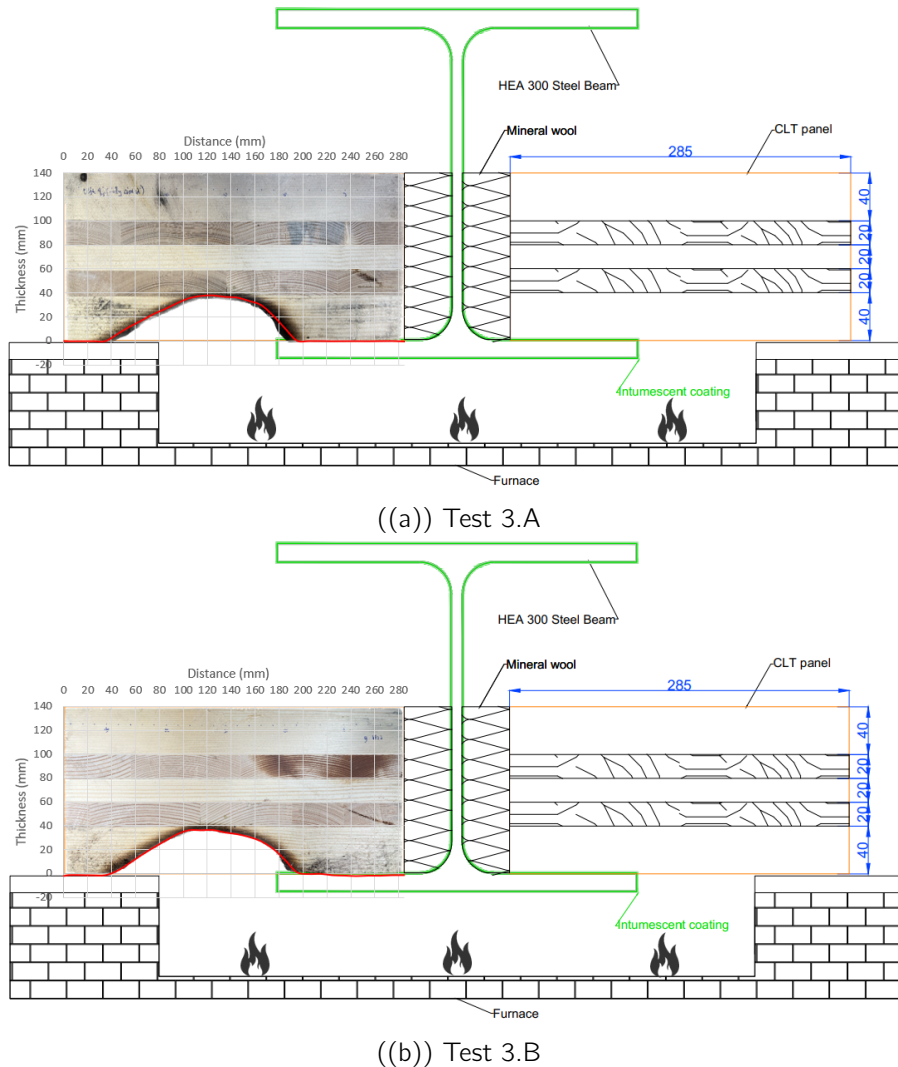 HEA 300 Steel Beam
Mineral wool
CLT panel
Distance (mm)
285
0 20 40 60 80 100 120 140 160 180 200 220 240 260 280
140
120
100
80
60
40
20
0
-20
Thickness (mm)
40
20
20
20
40
Intumescent coating
Furnace
((a)) Test 3.A
HEA 300 Steel Beam
Mineral wool
CLT panel
Distance (mm)
285
0 20 40 60 80 100 120 140 160 180 200 220 240 260 280
140
120
100
80
60
40
20
0
-20
Thickness (mm)
40
20
20
20
40
Intumescent coating
Furnace
((b)) Test 3.B